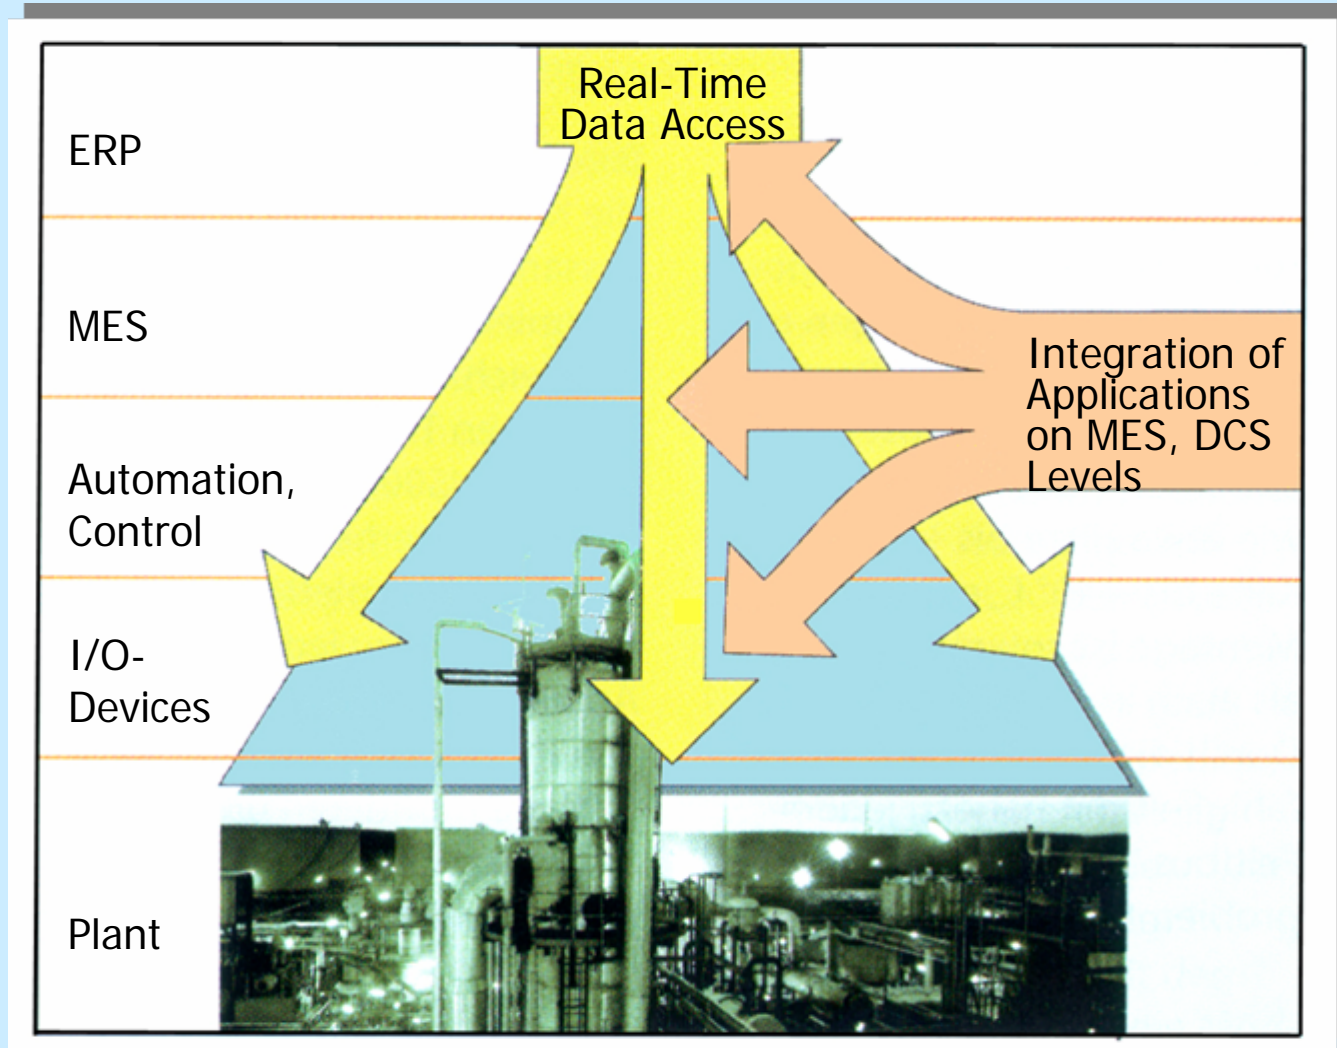 Real-Time
Data Access
ERP
MES
Integration of
Applications
on MES, DCS
Levels
Automation,
Control
I/O-
Devices
Plant